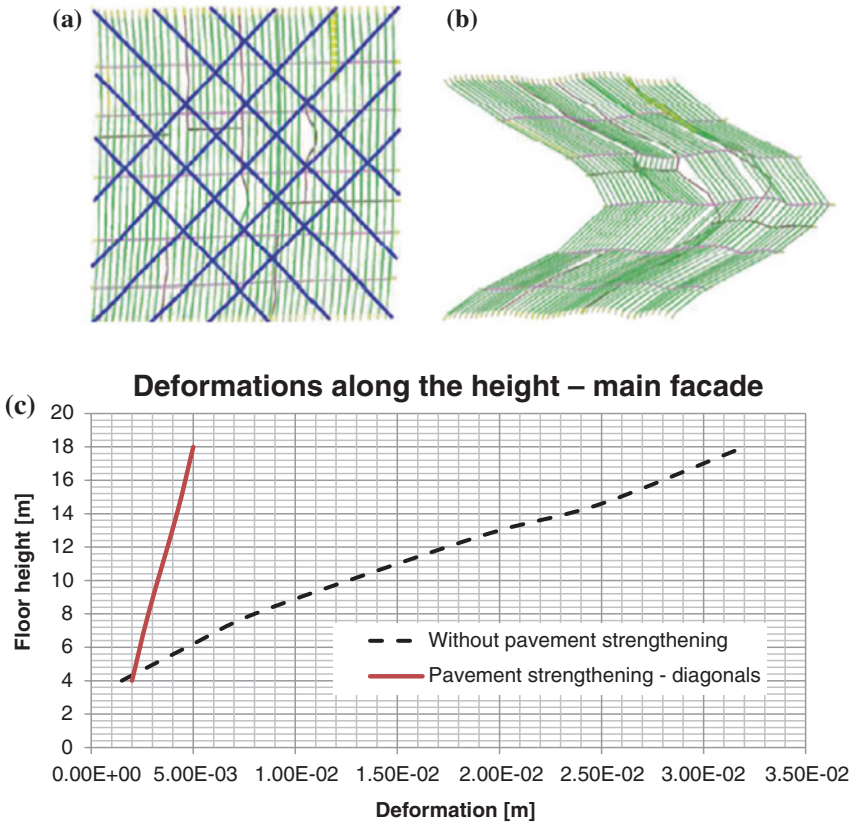 (a)
(b)
(c)
Deformations along the height – main facade
Floor height [m]
20
18
16
14
12
10
8
6
4
2
0
Without pavement strengthening
Pavement strengthening - diagonals
0.00E+00 5.00E-03 1.00E-02 1.50E-02 2.00E-02 2.50E-02 3.00E-02 3.50E-02
Deformation [m]